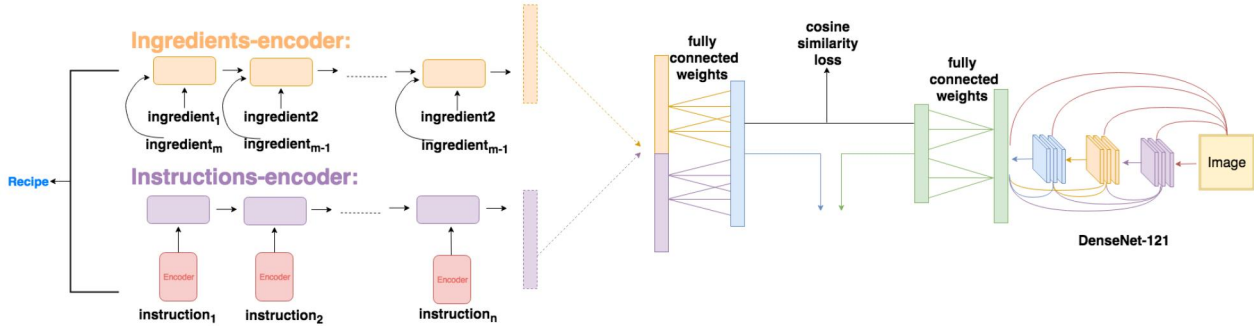 Ingredients-encoder:
ingredient1
ingredient2
ingredient2
ingredientm
ingredientm-1
ingredientm-1
Recipe
Instructions-encoder:
Encoder
Encoder
Encoder
instruction1
instruction2
instructionn
fully
connected
weights
cosine
similarity
loss
fully
connected
weights
Image
DenseNet-121